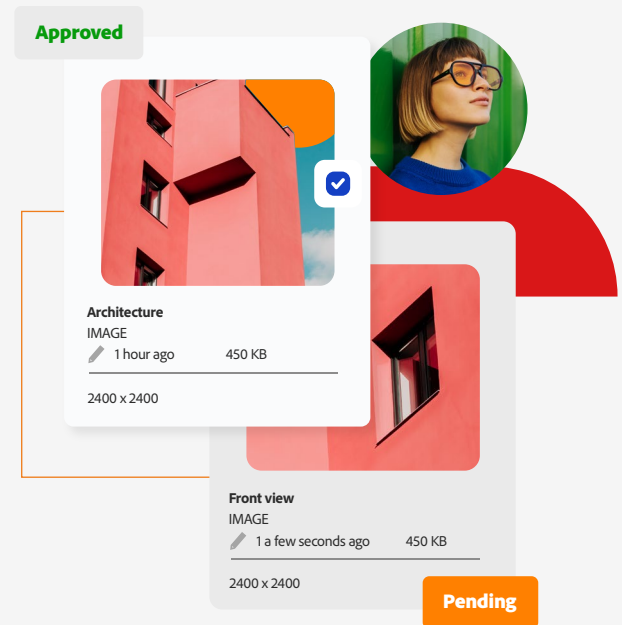 Approved
Architecture
IMAGE
1 hour ago 450 KB
2400 x 2400
Front view
IMAGE
1 a few seconds ago 450 KB
2400 x 2400
Pending